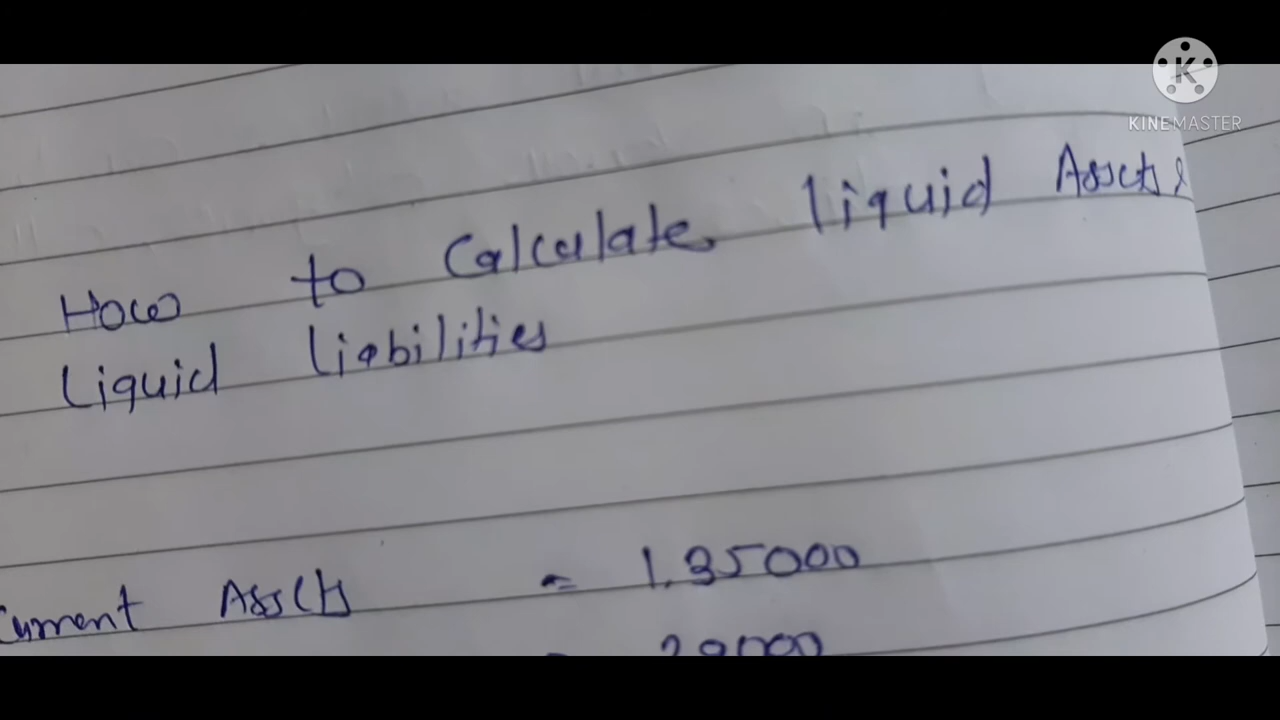 K
KINEMASTER
How to Calculate liquid Assets &
Liquid liabilities
Current Assets = 1.35000